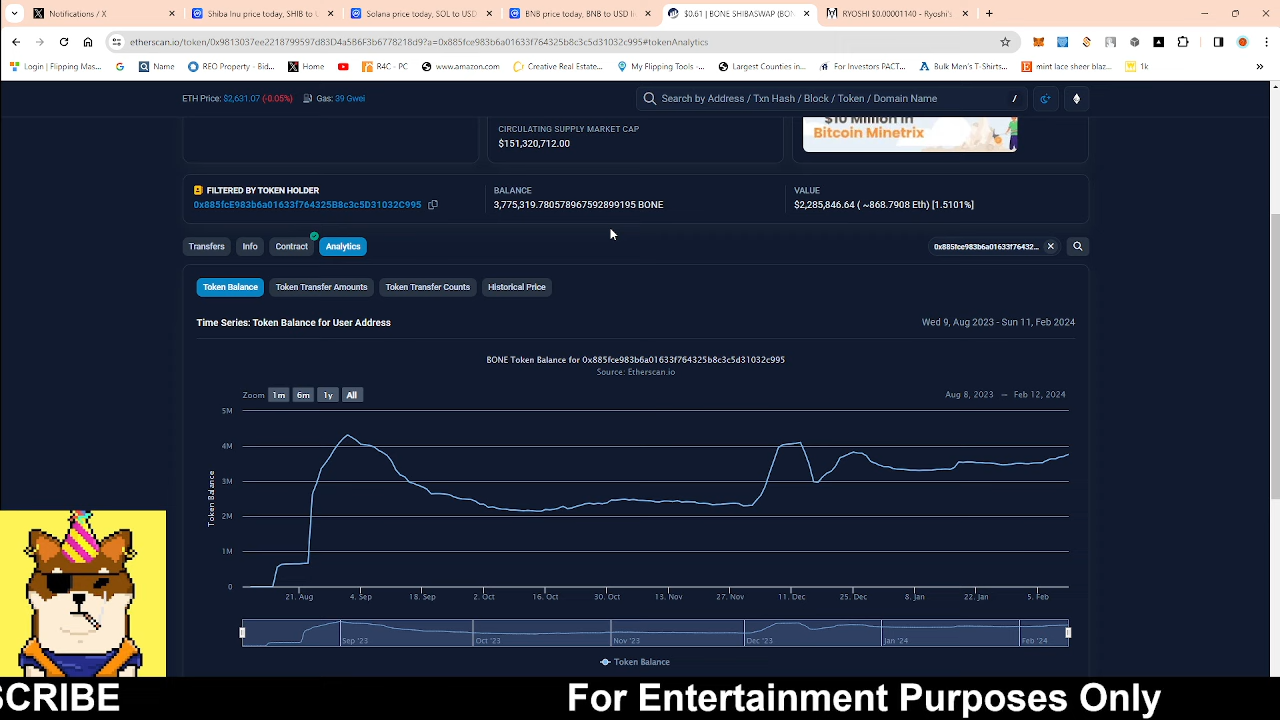 Notifications / X
Shiba Inu price today, SHIB to U
Solana price today, SOL to USD
BNB price today, BNB to USD li
$0.61 | BONE SHIBASWAP (BON
RYOSHI $0.00001140 - Ryoshi's
etherscan.io/token/0x9813037ee2218799597d83D4a5B6F3b6778218d9?a=0x885fce983b6a01633f764325b8c3c5d31032c995#tokenAnalytics
Login | Flipping Mas...
Name
REO Property - Bid...
Home
R4C - PC
www.amazon.com
Creative Real Estate...
My Flipping Tools -...
Largest Counties in...
For Investors PACT...
Bulk Men's T-Shirts...
mint lace sheer blaz...
1k
»
ETH Price: $2,631.07 (-0.05%)
Gas: 39 Gwei
Search by Address / Txn Hash / Block / Token / Domain Name
/
CIRCULATING SUPPLY MARKET CAP
$151,320,712.00
$10 Million in
Bitcoin Minetrix
FILTERED BY TOKEN HOLDER
0x885fcE983b6a01633f764325B8c3c5D31032C995
BALANCE
3,775,319.780578967592899195 BONE
VALUE
$2,285,846.64 ( ~868.7908 Eth) [1.5101%]
Transfers
Info
Contract
Analytics
0x885fce983b6a01633f76432...
Token Balance
Token Transfer Amounts
Token Transfer Counts
Historical Price
Time Series: Token Balance for User Address
Wed 9, Aug 2023 - Sun 11, Feb 2024
BONE Token Balance for 0x885fce983b6a01633f764325b8c3c5d31032c995
Source: Etherscan.io
Zoom 1m 6m 1y All
Aug 8, 2023 — Feb 12, 2024
5M
4M
3M
2M
1M
0
Token Balance
21. Aug
4. Sep
18. Sep
2. Oct
16. Oct
30. Oct
13. Nov
27. Nov
11. Dec
25. Dec
8. Jan
22. Jan
5. Feb
Sep '23
Oct '23
Nov '23
Dec '23
Jan '24
Feb '24
Token Balance
SCRIBE
For Entertainment Purposes Only